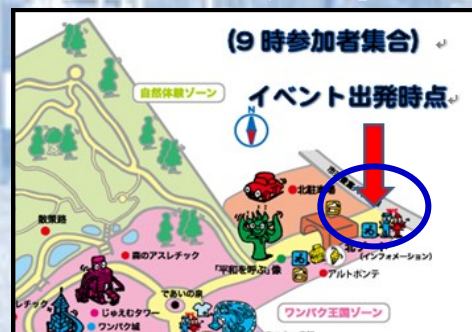 (9時参加者集合)
イベント出発時点
自然体験ゾーン
N
北駐車場
散策路
森のアスレチック
「平和を呼ぶ」像
(インフォメーション)
アルトポンテ
であいの泉
じゅえむタワー
ワンパク城
ワンパク王国ゾーン